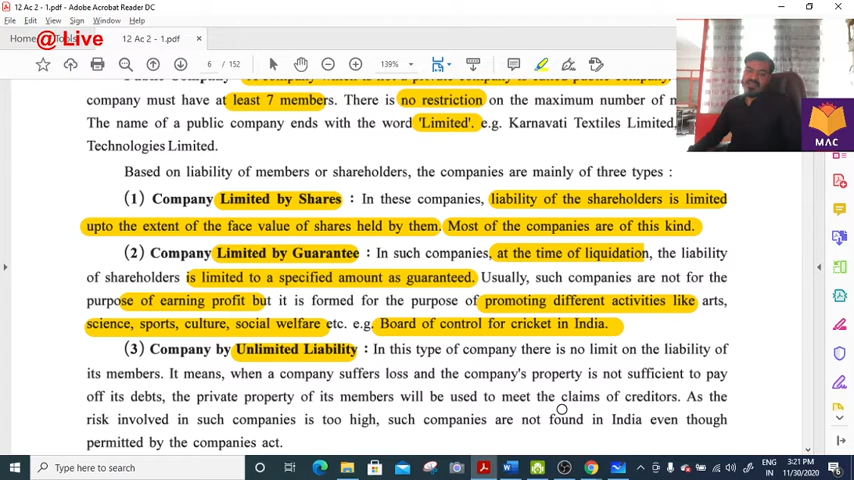 12 Ac 2 - 1.pdf - Adobe Acrobat Reader DC
File Edit View Sign Window Help
Home Tools 12 Ac 2 - 1.pdf ×
@ Live
6 / 152 139%
company must have at least 7 members. There is no restriction on the maximum number of n
The name of a public company ends with the word 'Limited'. e.g. Karnavati Textiles Limited,
Technologies Limited.
MAC
Based on liability of members or shareholders, the companies are mainly of three types :
(1) Company Limited by Shares : In these companies, liability of the shareholders is limited
upto the extent of the face value of shares held by them. Most of the companies are of this kind.
(2) Company Limited by Guarantee : In such companies, at the time of liquidation, the liability
of shareholders is limited to a specified amount as guaranteed. Usually, such companies are not for the
purpose of earning profit but it is formed for the purpose of promoting different activities like arts,
science, sports, culture, social welfare etc. e.g. Board of control for cricket in India.
(3) Company by Unlimited Liability : In this type of company there is no limit on the liability of
its members. It means, when a company suffers loss and the company's property is not sufficient to pay
off its debts, the private property of its members will be used to meet the claims of creditors. As the
risk involved in such companies is too high, such companies are not found in India even though
permitted by the companies act.
Type here to search
ENG
IN
3:21 PM
11/30/2020